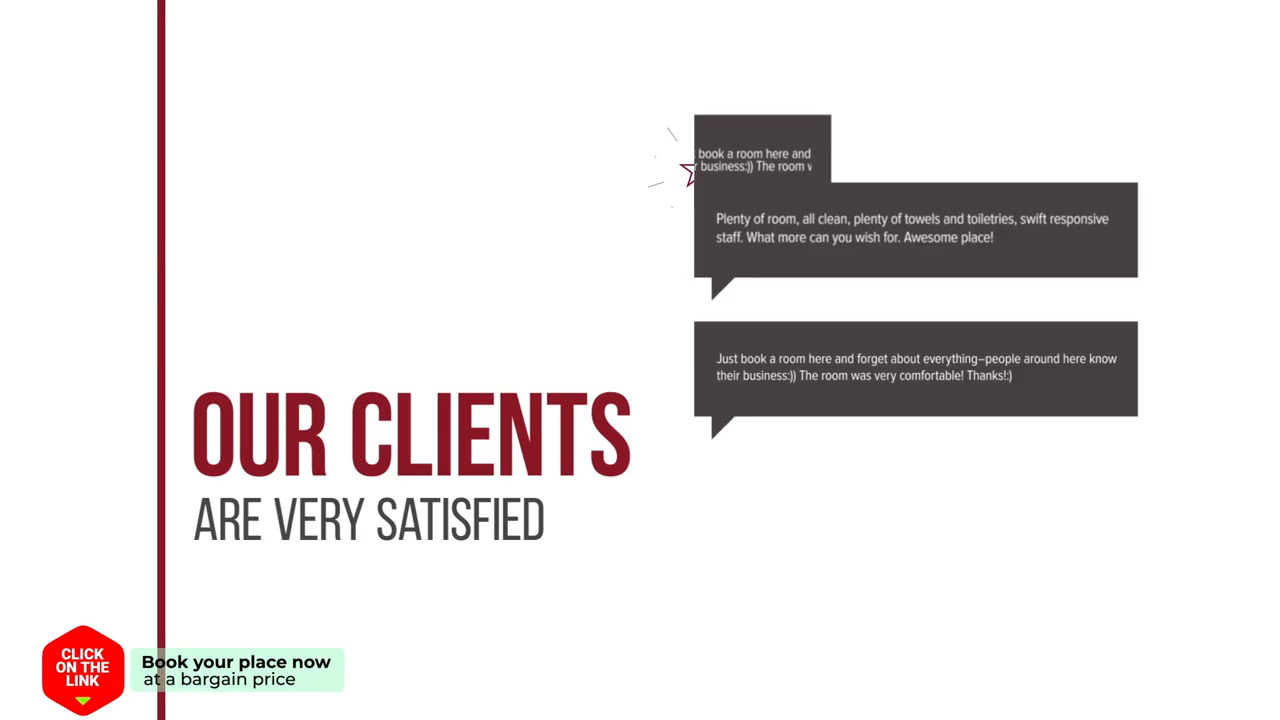 book a room here and
business:)) The room
Plenty of room, all clean, plenty of towels and toiletries, swift responsive
staff. What more can you wish for. Awesome place!
Just book a room here and forget about everything–people around here know
their business:)) The room was very comfortable! Thanks!:)
OUR CLIENTS
ARE VERY SATISFIED
CLICK
ON THE
LINK
Book your place now
at a bargain price